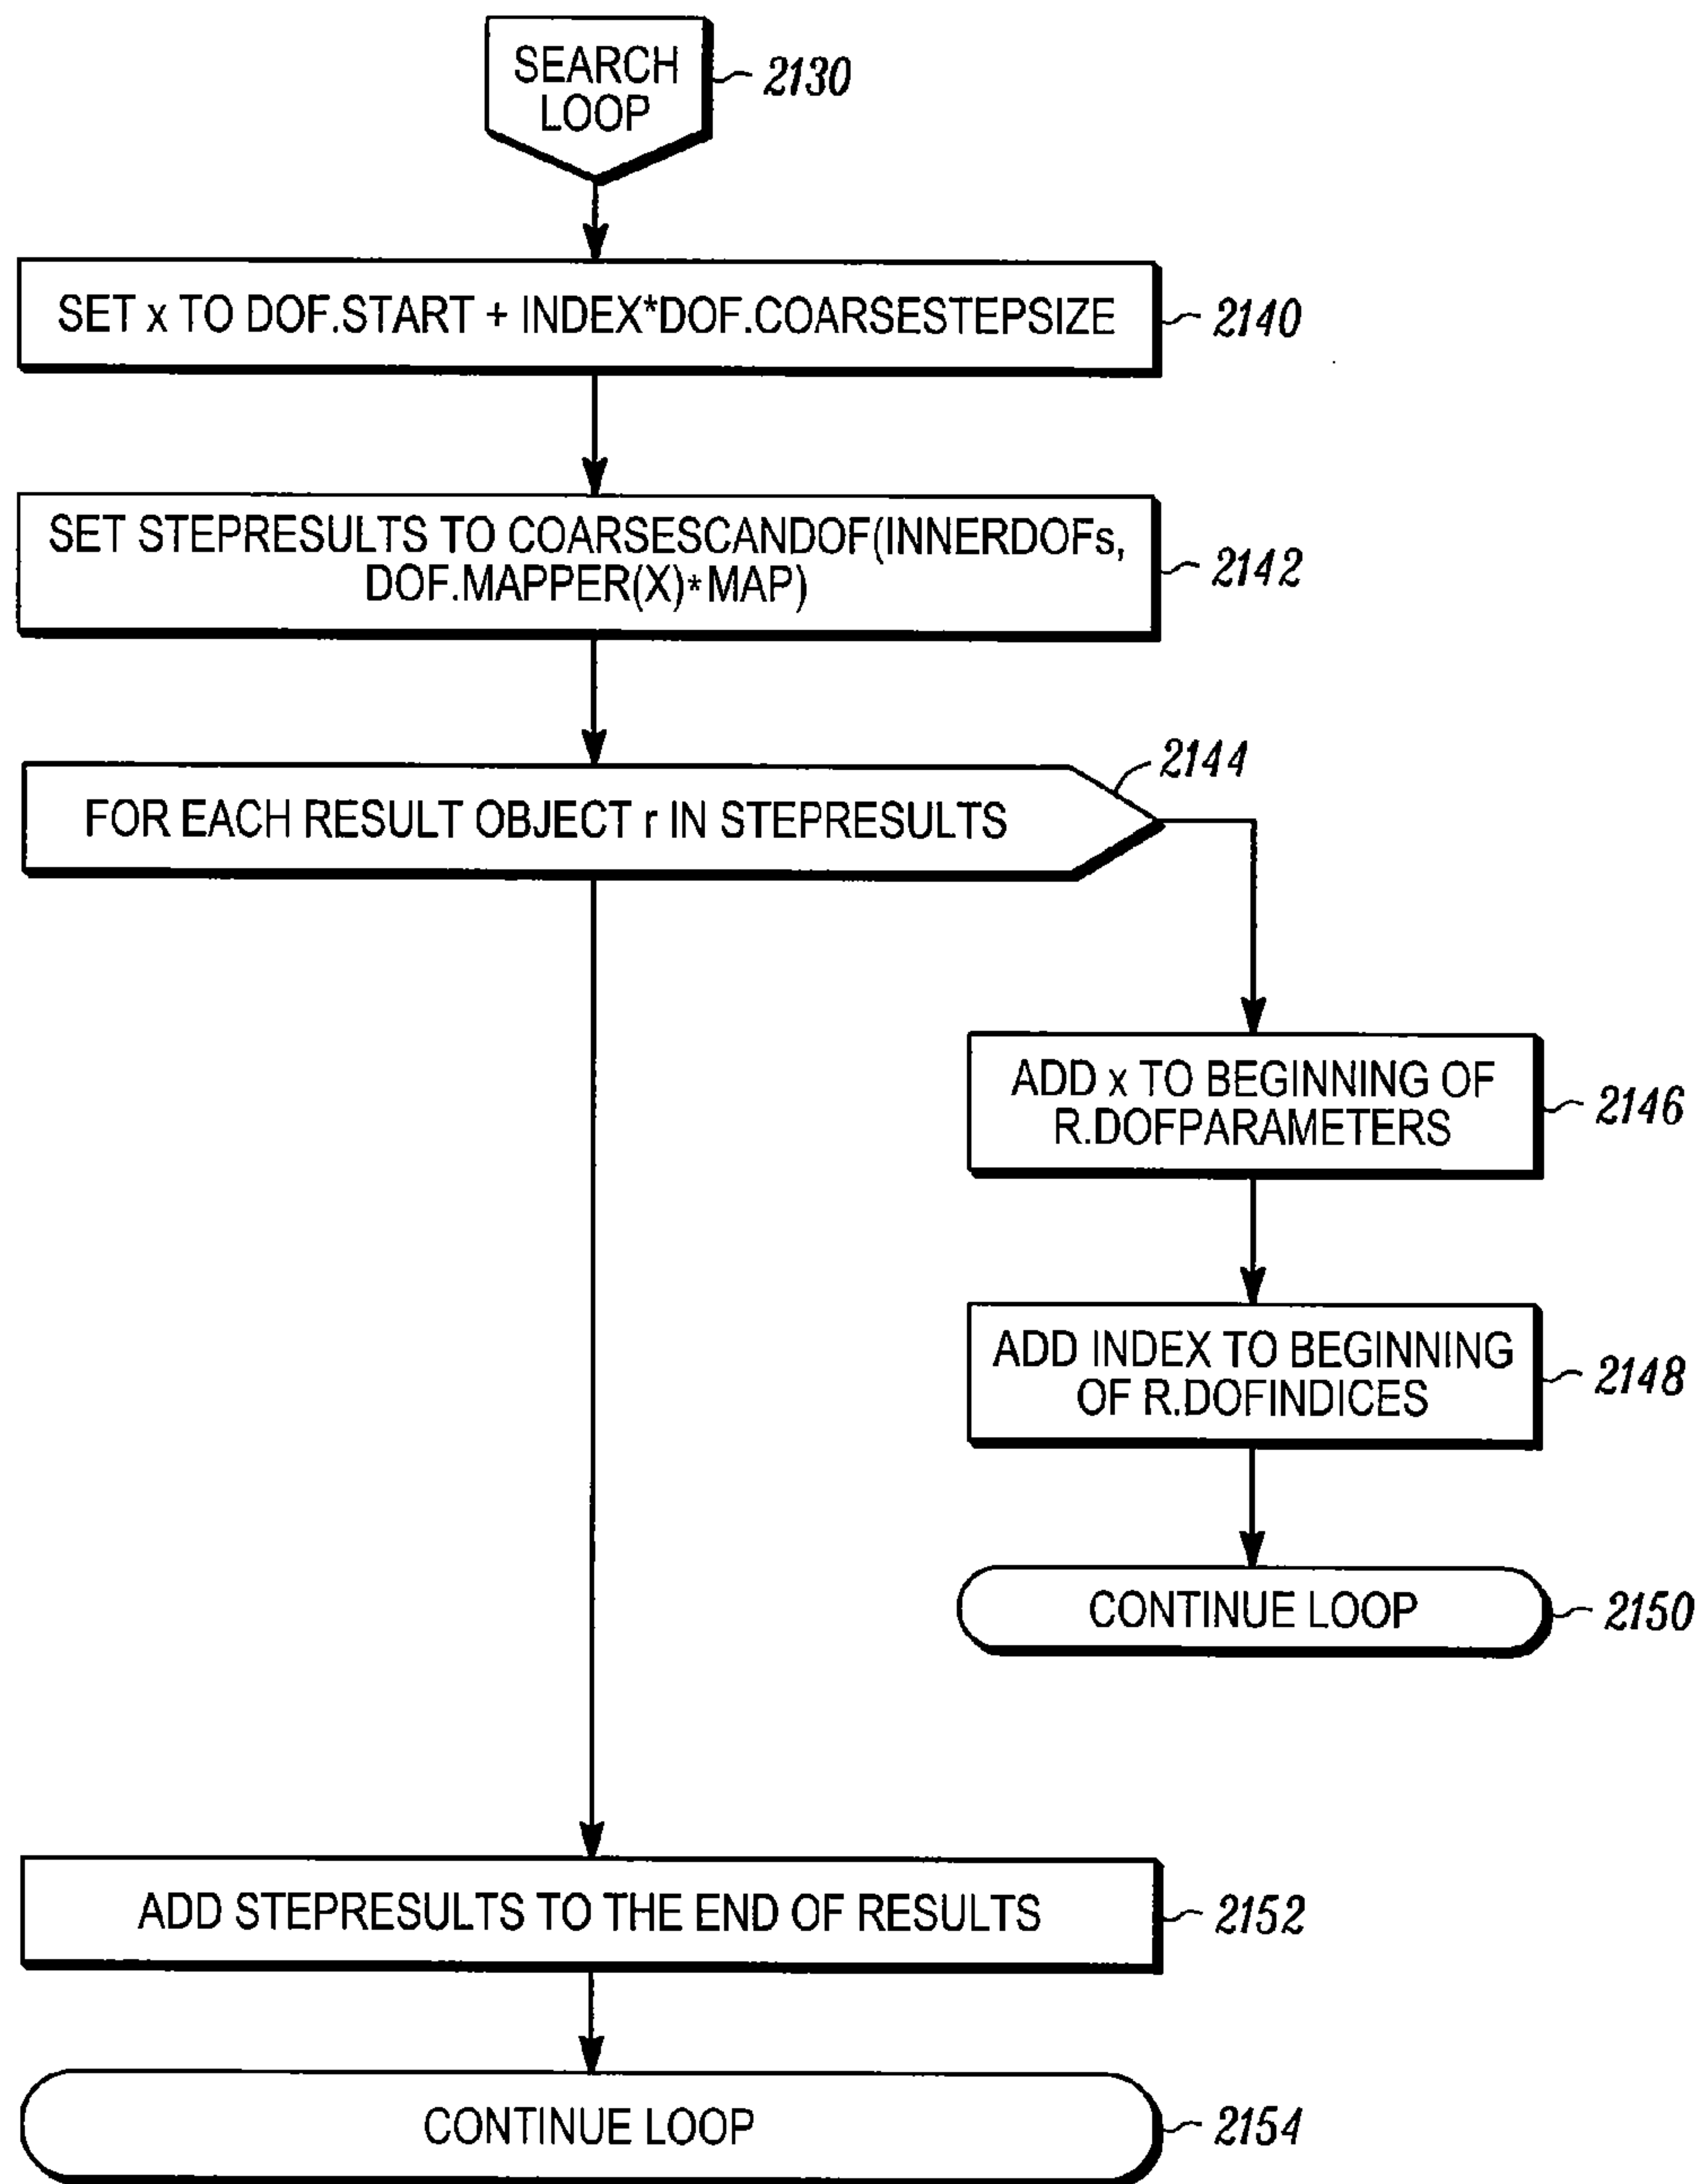 SEARCH
LOOP
2130
SET x TO DOF.START + INDEX*DOF.COARSESTEPSIZE
2140
SET STEPRESULTS TO COARSESCANDOF(INNERDOFs,
DOF.MAPPER(X)*MAP)
2142
2144
FOR EACH RESULT OBJECT r IN STEPRESULTS
ADD x TO BEGINNING OF
R.DOFPARAMETERS
2146
ADD INDEX TO BEGINNING
OF R.DOFINDICES
2148
CONTINUE LOOP
2150
ADD STEPRESULTS TO THE END OF RESULTS
2152
CONTINUE LOOP
2154